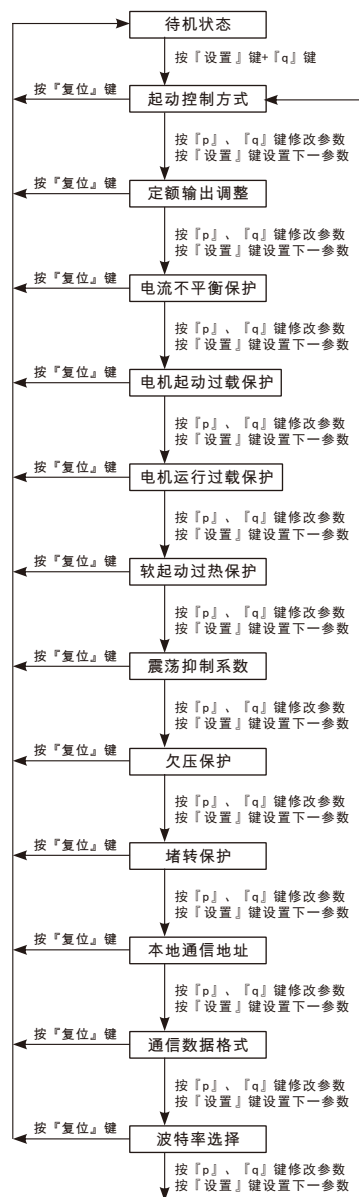 待机状态
按『设置』键+『q』键
按『复位』键
起动控制方式
按『p』、『q』键修改参数
按『设置』键设置下一参数
按『复位』键
定额输出调整
按『p』、『q』键修改参数
按『设置』键设置下一参数
按『复位』键
电流不平衡保护
按『p』、『q』键修改参数
按『设置』键设置下一参数
按『复位』键
电机起动过载保护
按『p』、『q』键修改参数
按『设置』键设置下一参数
按『复位』键
电机运行过载保护
按『p』、『q』键修改参数
按『设置』键设置下一参数
按『复位』键
软起动过热保护
按『p』、『q』键修改参数
按『设置』键设置下一参数
按『复位』键
震荡抑制系数
按『p』、『q』键修改参数
按『设置』键设置下一参数
按『复位』键
欠压保护
按『p』、『q』键修改参数
按『设置』键设置下一参数
按『复位』键
堵转保护
按『p』、『q』键修改参数
按『设置』键设置下一参数
按『复位』键
本地通信地址
按『p』、『q』键修改参数
按『设置』键设置下一参数
按『复位』键
通信数据格式
按『p』、『q』键修改参数
按『设置』键设置下一参数
按『复位』键
波特率选择
按『p』、『q』键修改参数
按『设置』键设置下一参数